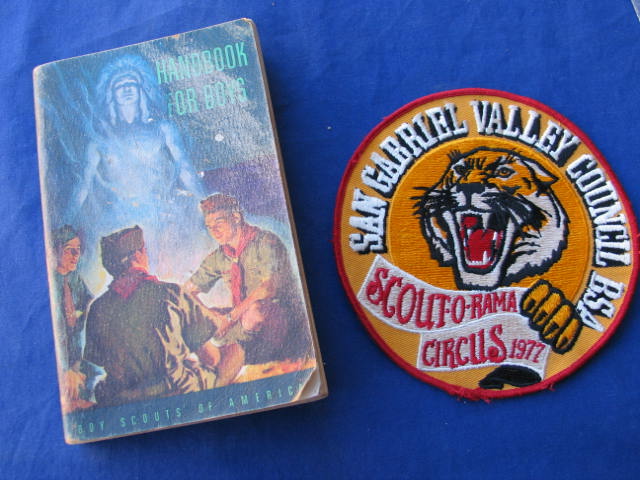 HANDBOOK
FOR BOYS
BOY SCOUTS OF AMERICA
SAN GABRIEL VALLEY COUNCIL BSA
SCOUT-O-RAMA
CIRCUS 1977